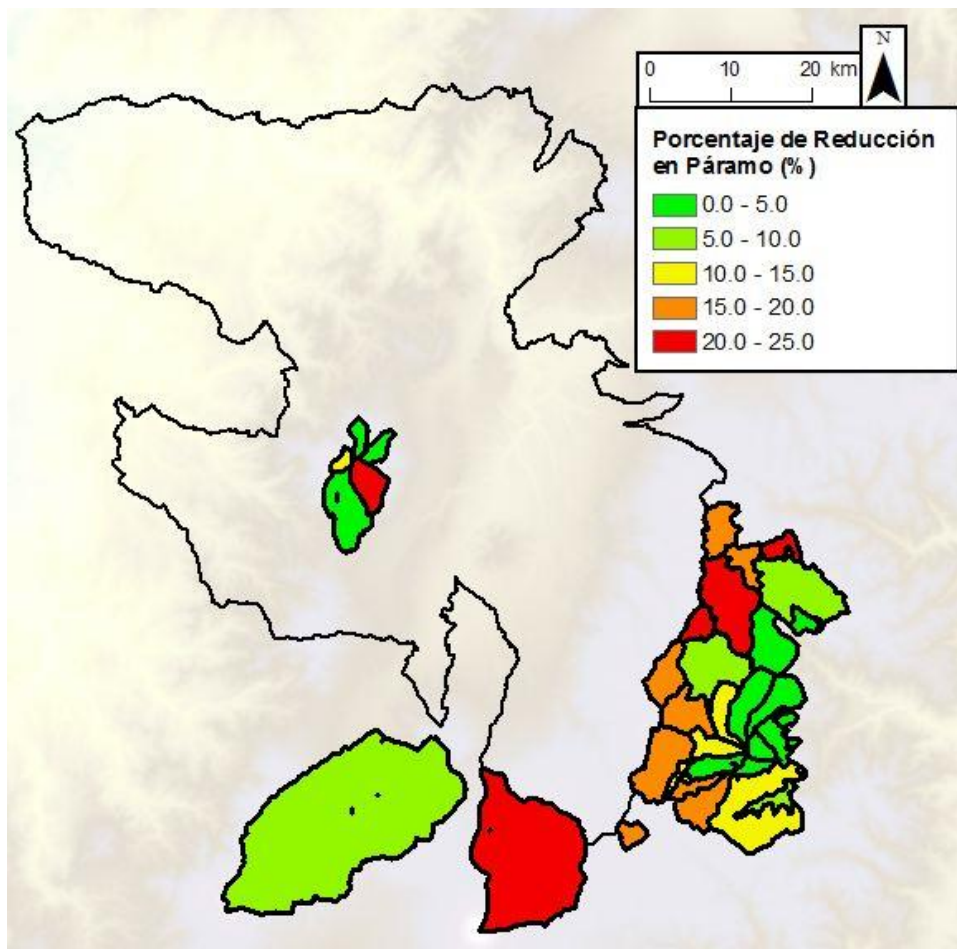 N
0 10 20 km
Porcentaje de Reducción
en Páramo (%)
0.0 - 5.0
5.0 - 10.0
10.0 - 15.0
15.0 - 20.0
20.0 - 25.0